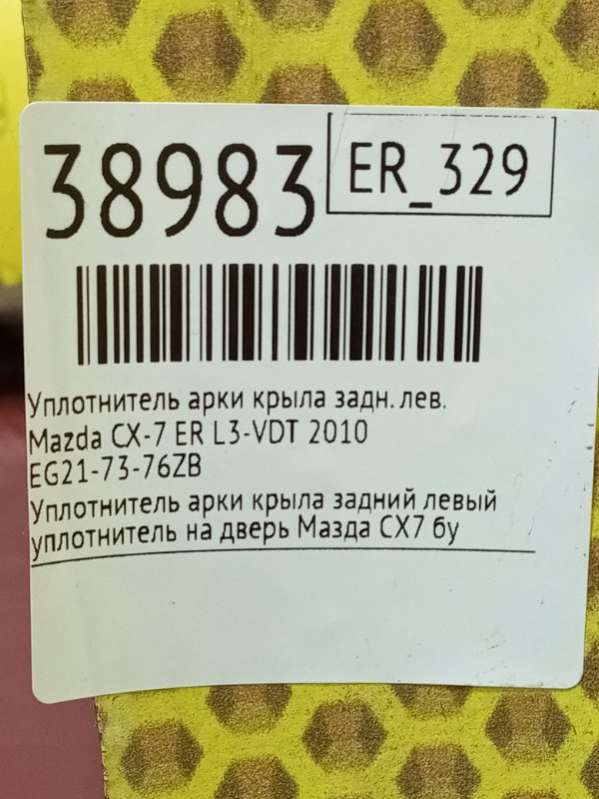 38983
ER_329
Уплотнитель арки крыла задн. лев.
Mazda CX-7 ER L3-VDT 2010
EG21-73-76ZB
Уплотнитель арки крыла задний левый
уплотнитель на дверь Мазда СХ7 бу